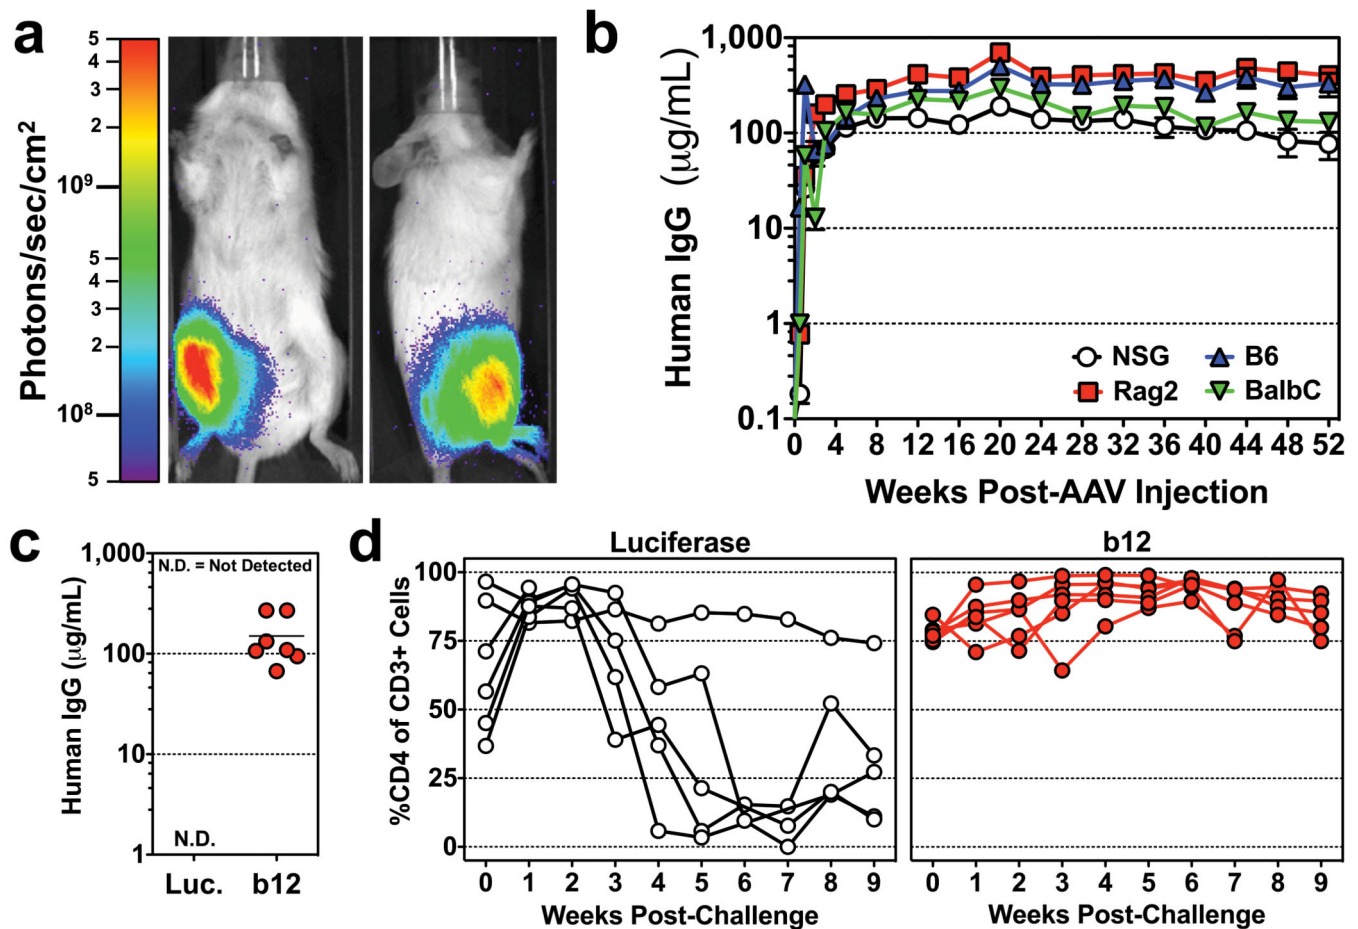 a
Photons/sec/cm2
5
4
3
2
10⁹
5
4
3
2
10⁸
5
b
Human IgG (µg/mL)
1,000
100
10
1
0.1
NSG
B6
Rag2
BalbC
0 4 8 12 16 20 24 28 32 36 40 44 48 52
Weeks Post-AAV Injection
c
Human IgG (µg/mL)
1,000
100
10
1
N.D. = Not Detected
N.D.
Luc. b12
d
Luciferase
b12
%CD4 of CD3+ Cells
100
75
50
25
0
0 1 2 3 4 5 6 7 8 9
0 1 2 3 4 5 6 7 8 9
Weeks Post-Challenge
Weeks Post-Challenge